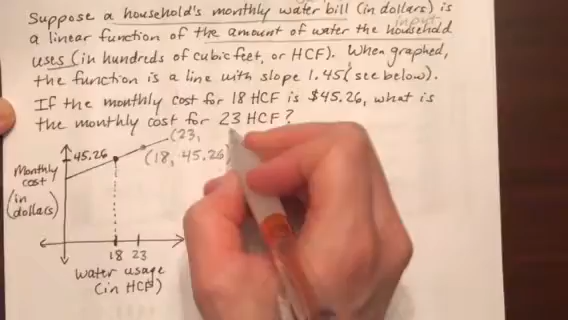 Suppose a household's monthly water bill (in dollars) is
a linear function of the amount of water the household
input
uses (in hundreds of cubic feet, or HCF). When graphed,
the function is a line with slope 1.45 (see below).
If the monthly cost for 18 HCF is $45.26, what is
the monthly cost for 23 HCF?
(23,
45.26
(18, 45.26)
Monthly
cost
(in
dollars)
18 23
water usage
(in HCF)